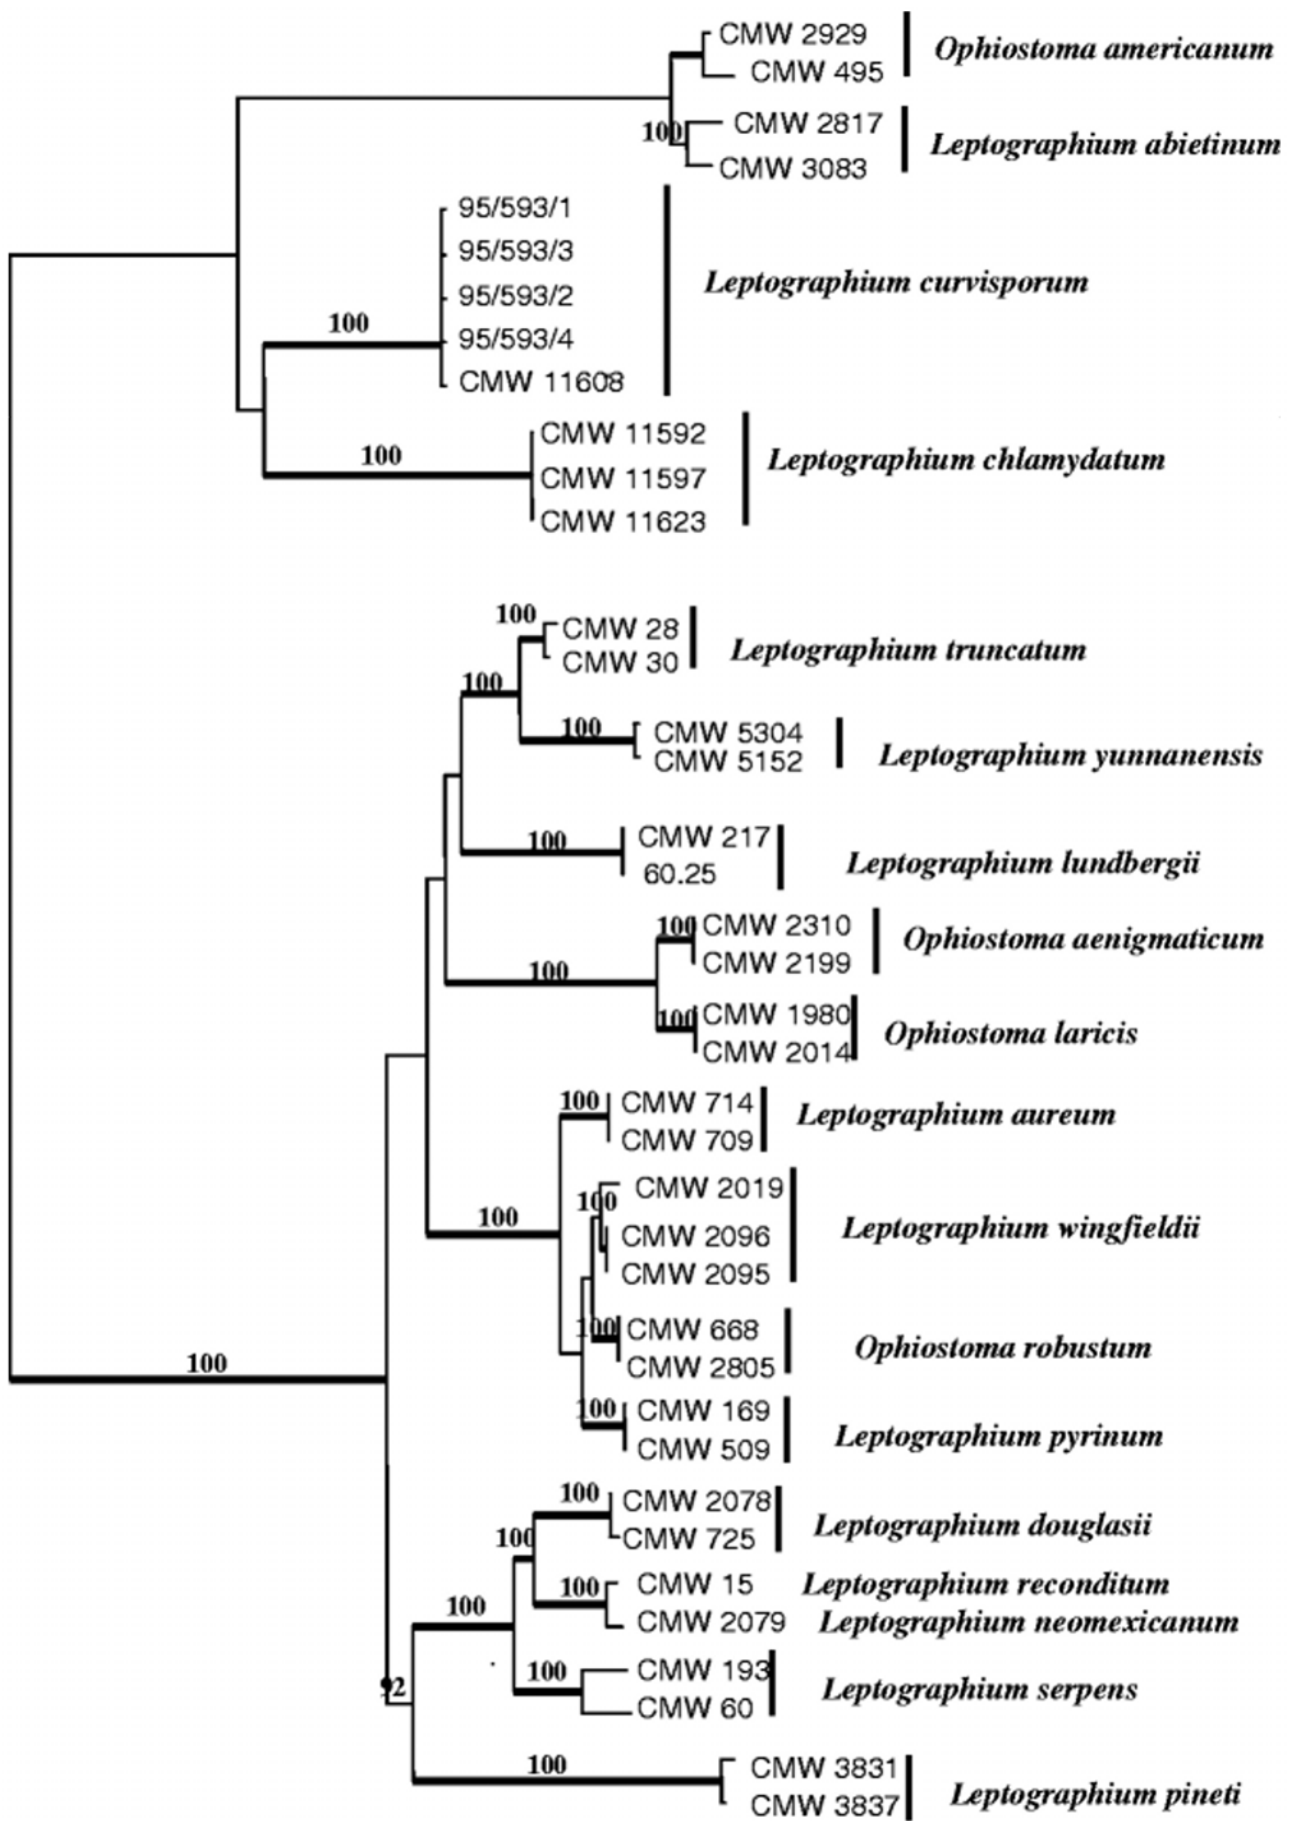 CMW 2929
Ophiostoma americanum
CMW 495
CMW 2817
100
Leptographium abietinum
CMW 3083
95/593/1
95/593/3
Leptographium curvisporum
95/593/2
100
95/593/4
CMW 11608
CMW 11592
100
Leptographium chlamydatum
CMW 11597
CMW 11623
100
CMW 28
Leptographium truncatum
CMW 30
100
100
CMW 5304
Leptographium yunnanensis
CMW 5152
100
CMW 217
Leptographium lundbergii
60.25
100
CMW 2310
Ophiostoma aenigmaticum
CMW 2199
100
100
CMW 1980
Ophiostoma laricis
CMW 2014
100
CMW 714
Leptographium aureum
CMW 709
CMW 2019
100
100
CMW 2096
Leptographium wingfieldii
CMW 2095
100
CMW 668
Ophiostoma robustum
CMW 2805
100
100
CMW 169
Leptographium pyrinum
CMW 509
100
CMW 2078
Leptographium douglasii
100
CMW 725
100
CMW 15 Leptographium reconditum
100
CMW 2079 Leptographium neomexicanum
100
CMW 193
Leptographium serpens
CMW 60
100
CMW 3831
Leptographium pineti
CMW 3837